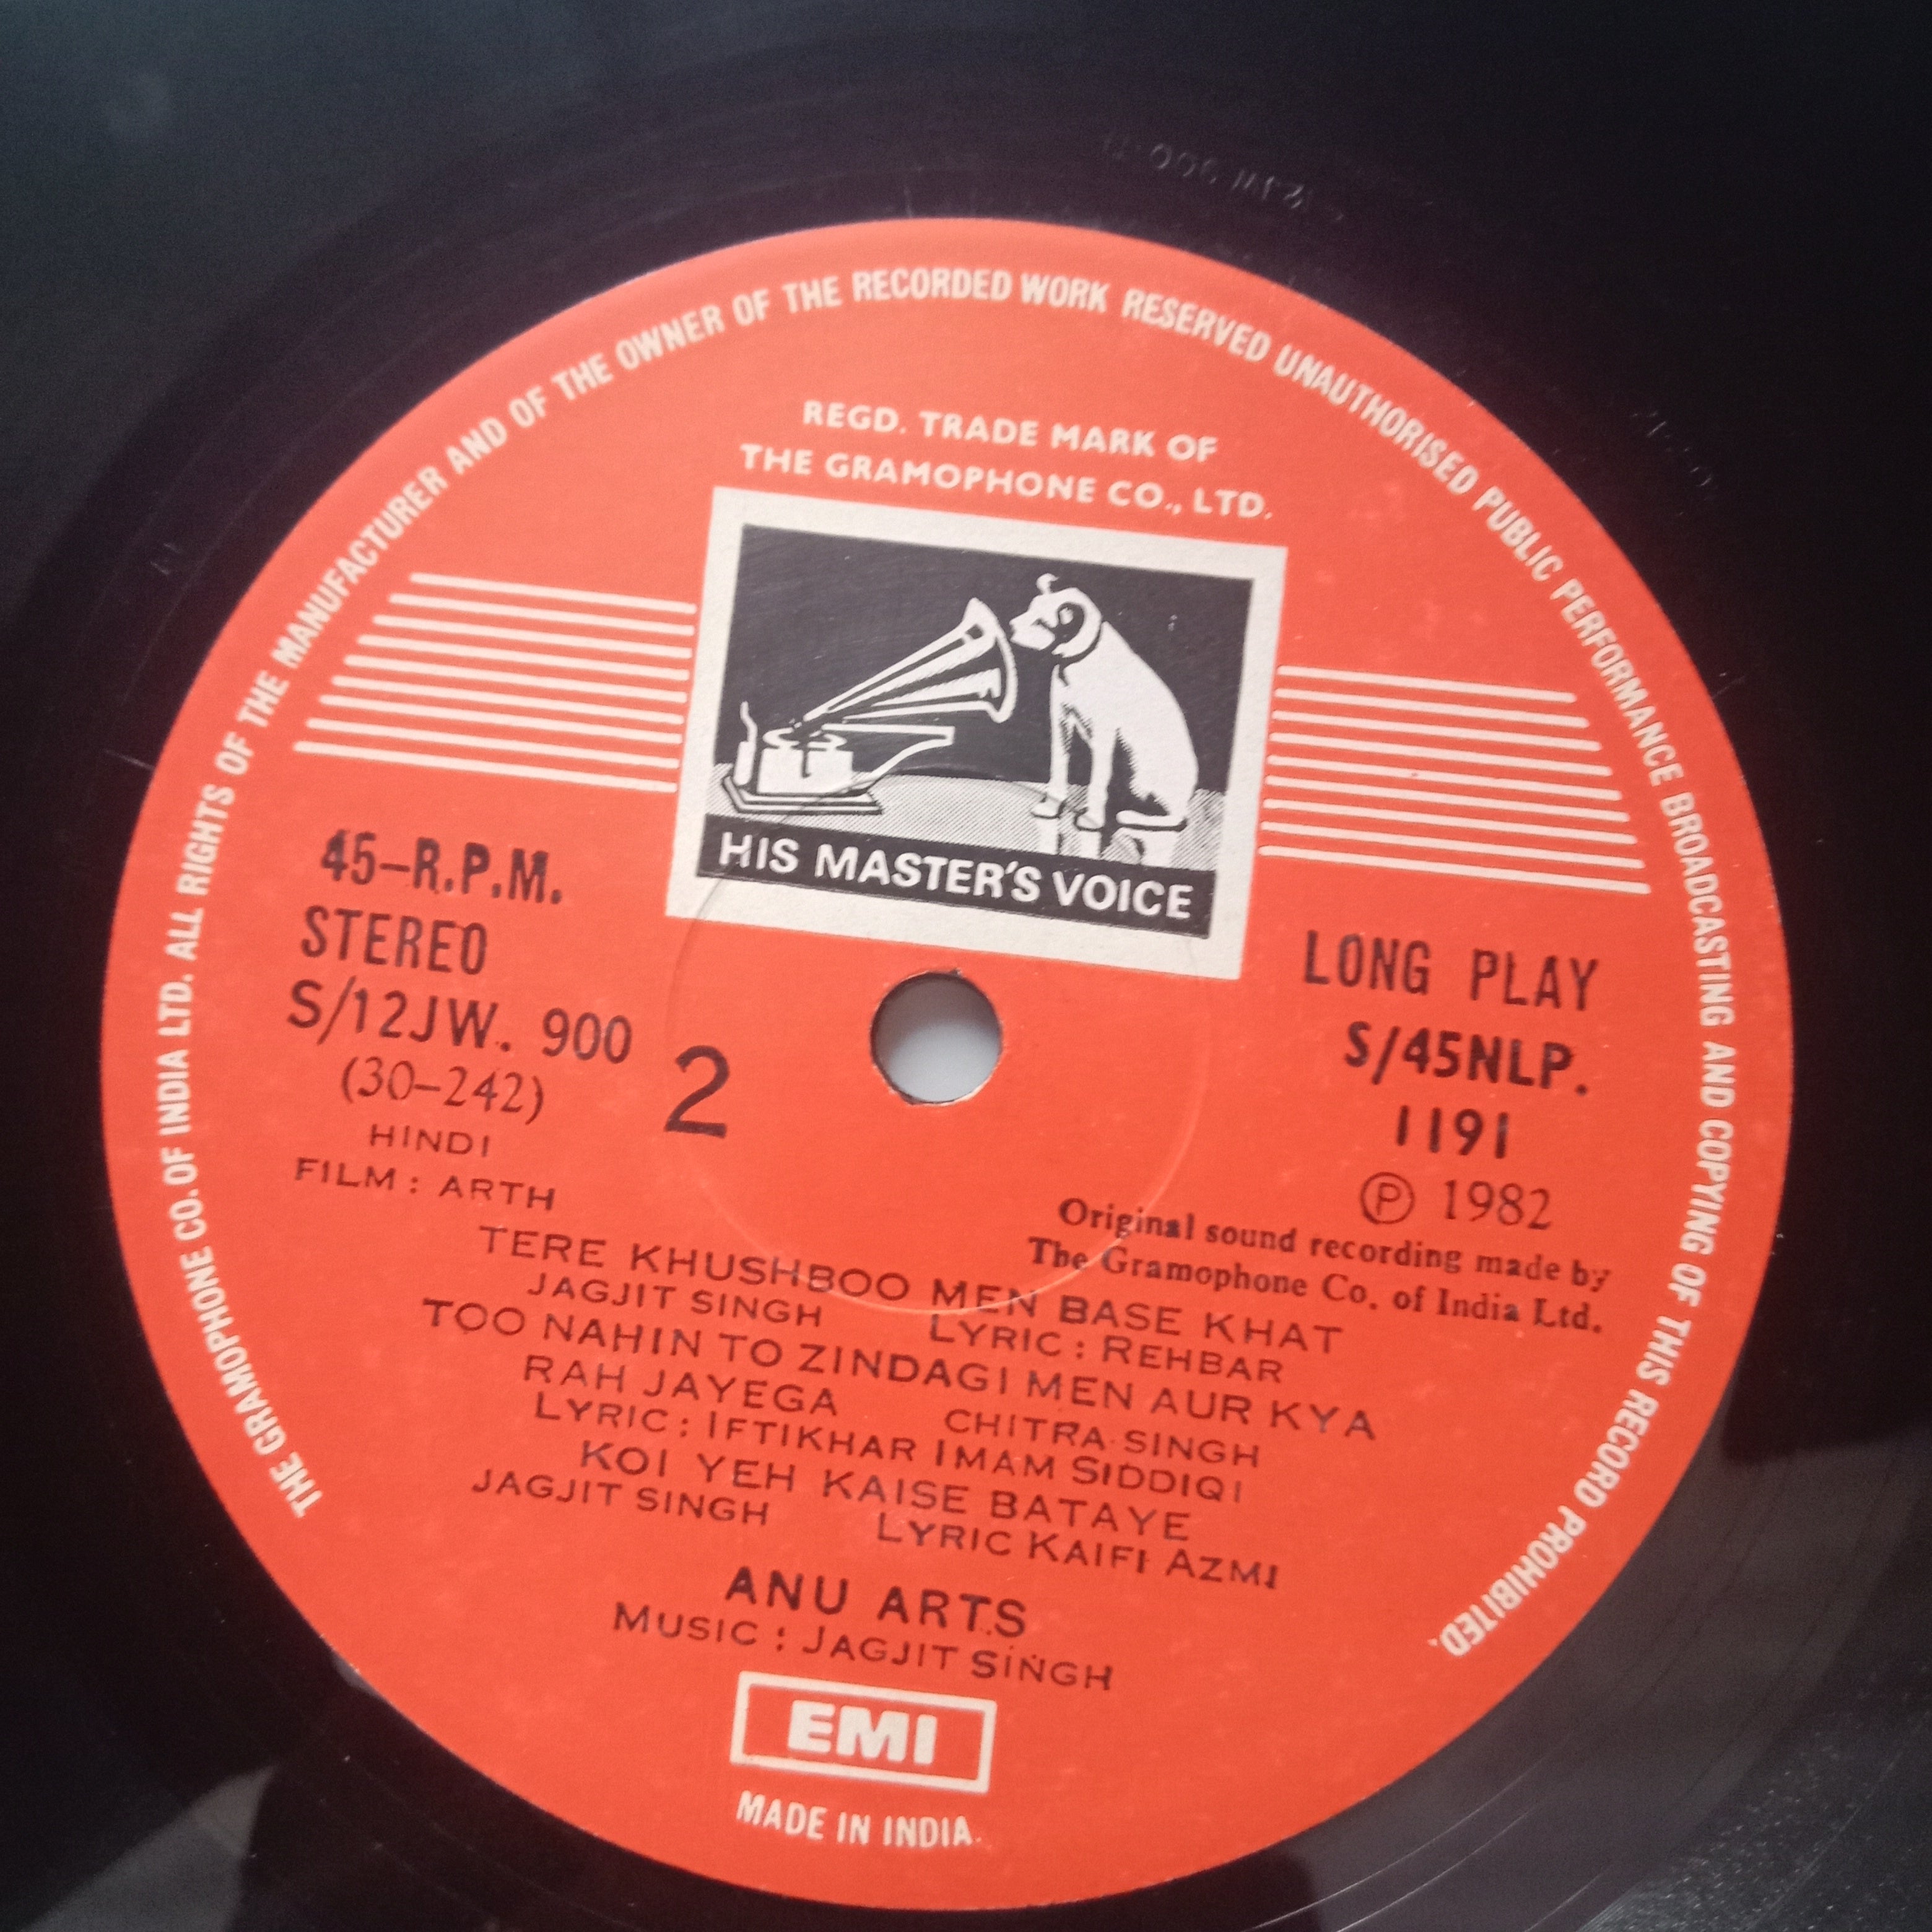 THE GRAMOPHONE CO. OF INDIA LTD. ALL RIGHTS OF THE MANUFACTURER AND OF THE OWNER OF THE RECORDED WORK RESERVED UNAUTHORISED PUBLIC PERFORMANCE BROADCASTING AND COPYING OF THIS RECORD PROHIBITED.
REGD. TRADE MARK OF
THE GRAMOPHONE CO., LTD.
HIS MASTER'S VOICE
45-R.P.M.
STEREO
S/12JW. 900
(30-242)
2
HINDI
FILM : ARTH
LONG PLAY
S/45NLP.
1191
Ⓟ 1982
Original sound recording made by
The Gramophone Co. of India Ltd.
TERE KHUSHBOO MEN BASE KHAT
JAGJIT SINGH LYRIC : REHBAR
TOO NAHIN TO ZINDAGI MEN AUR KYA
RAH JAYEGA CHITRA SINGH
LYRIC : IFTIKHAR IMAM SIDDIQI
KOI YEH KAISE BATAYE
JAGJIT SINGH LYRIC KAIFI AZMI
ANU ARTS
MUSIC : JAGJIT SINGH
EMI
MADE IN INDIA.